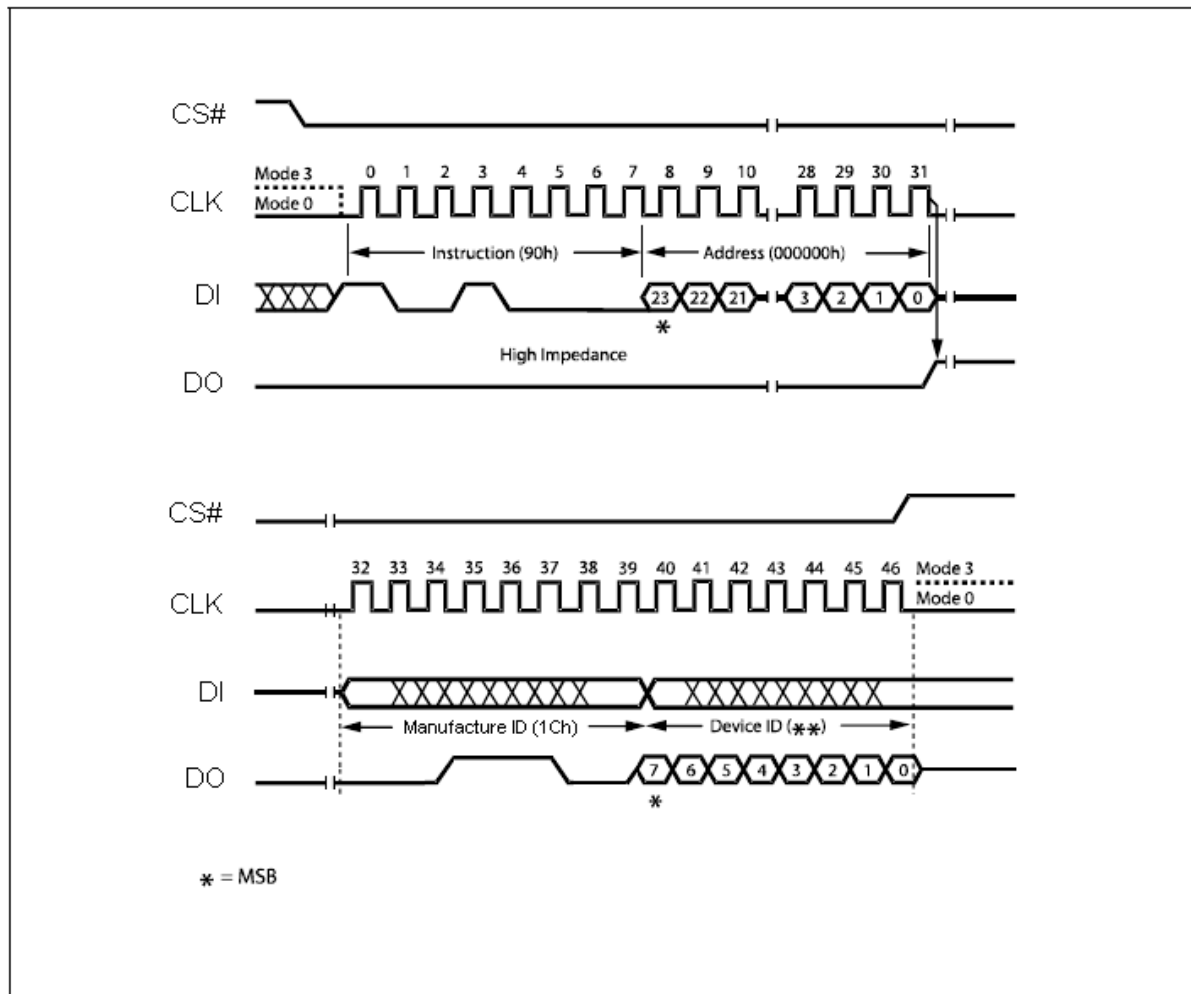 CS#
Mode 3
0 1 2 3 4 5 6 7 8 9 10 28 29 30 31
CLK
Mode 0
Instruction (90h) Address (000000h)
DI
23 22 21 3 2 1 0
*
High Impedance
DO
CS#
32 33 34 35 36 37 38 39 40 41 42 43 44 45 46 Mode 3
CLK
Mode 0
DI
Manufacture ID (1Ch) Device ID (**)
DO
7 6 5 4 3 2 1 0
*
* = MSB